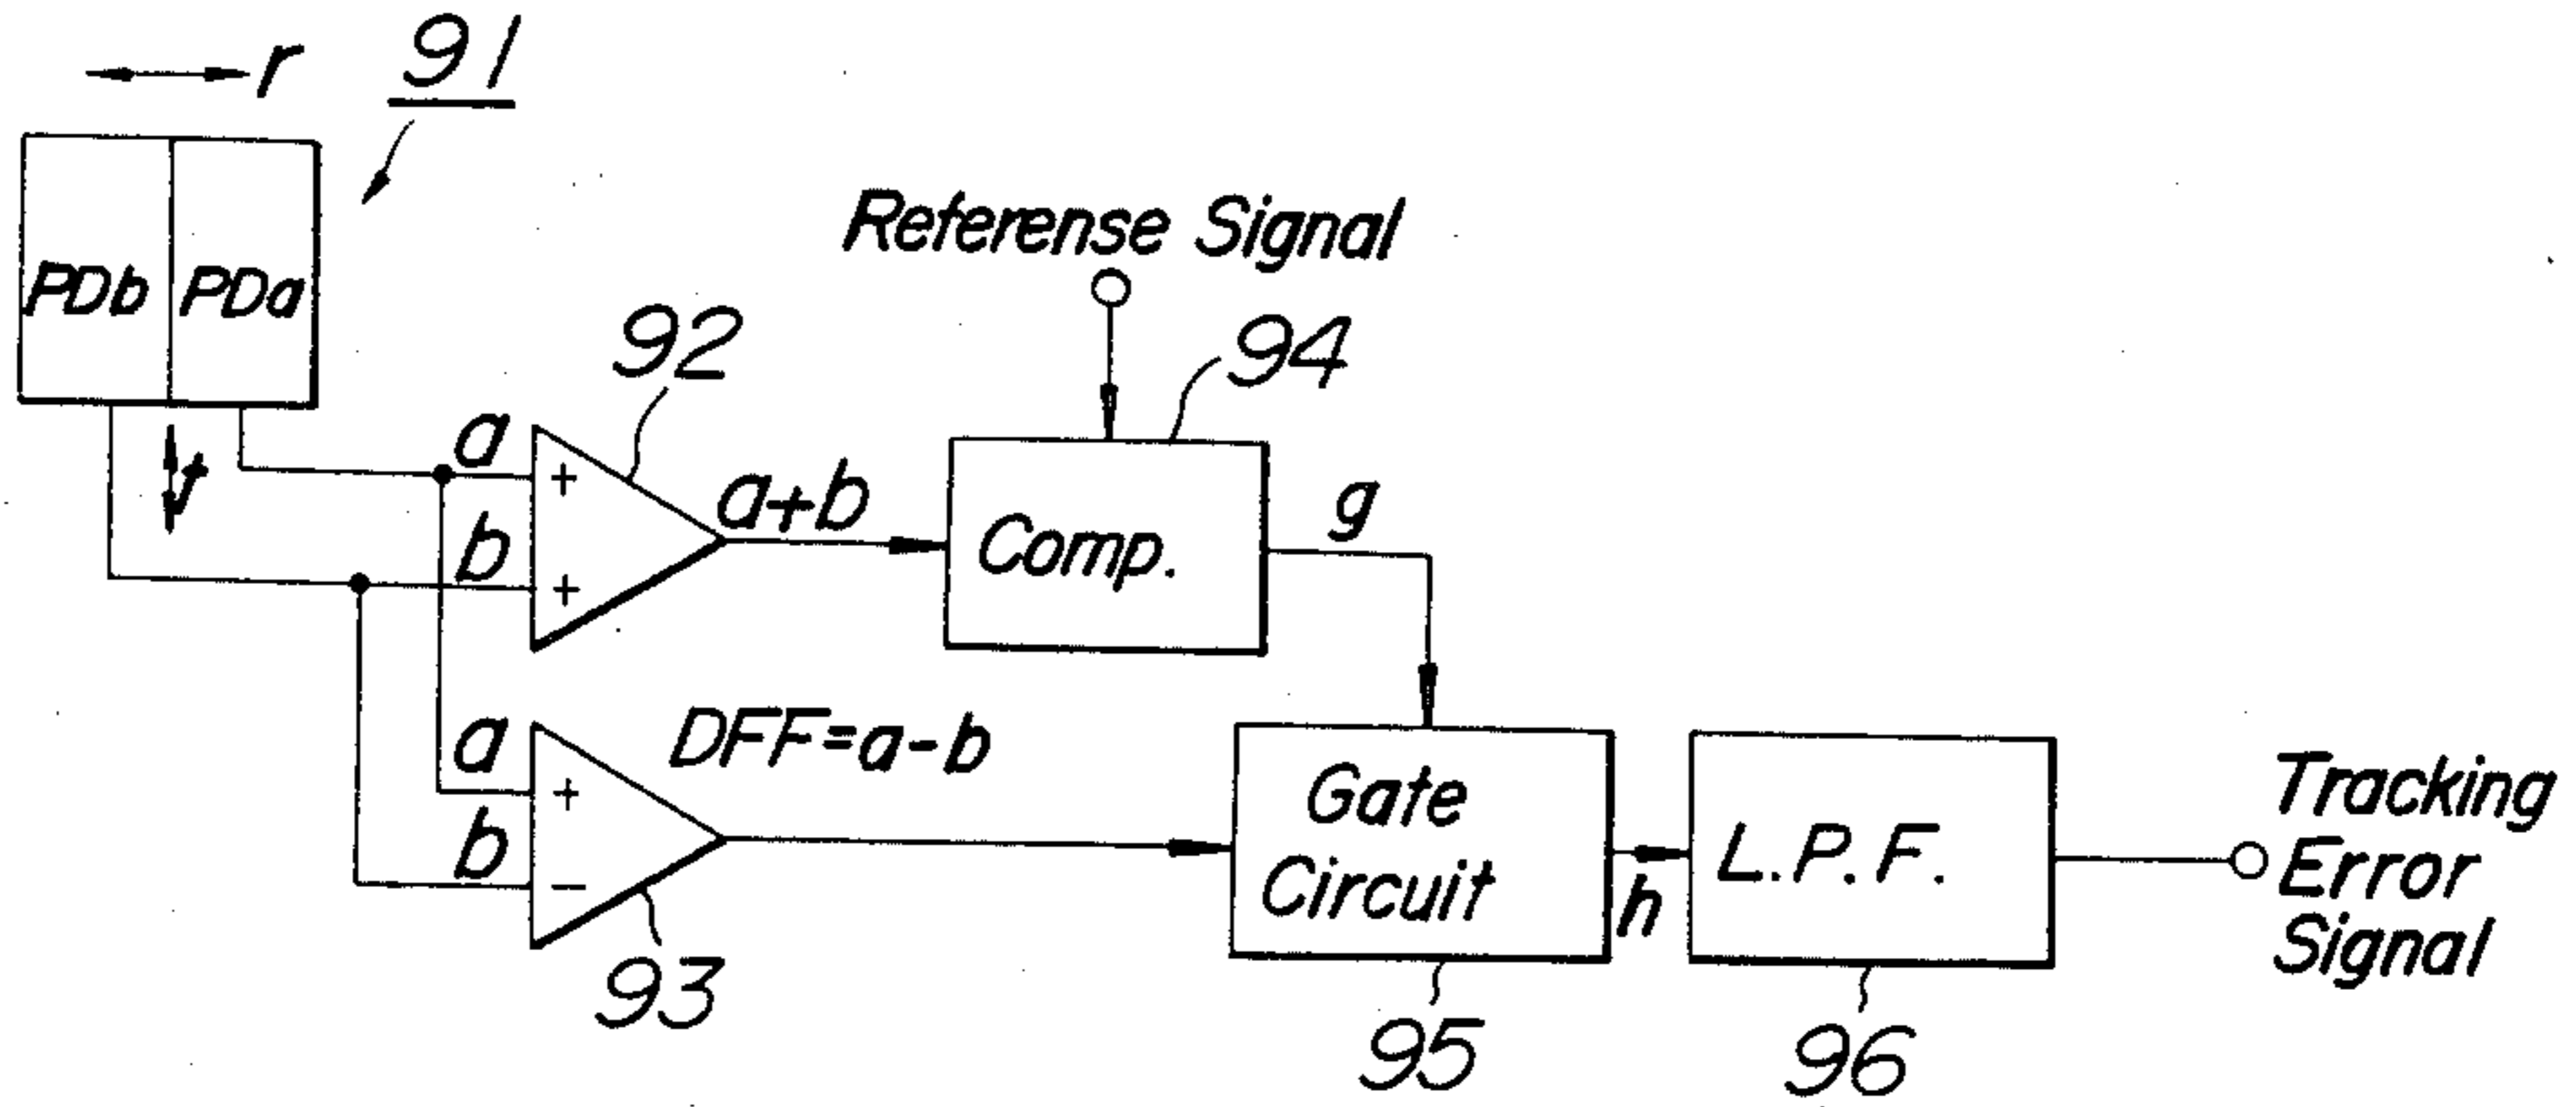 r
91
PDb PDa
Referense Signal
92
94
a
t
+
a+b
g
b
+
Comp.
a
DFF=a-b
+
b
-
Gate
Circuit
h
L.P.F.
Tracking
Error
Signal
93
95
96